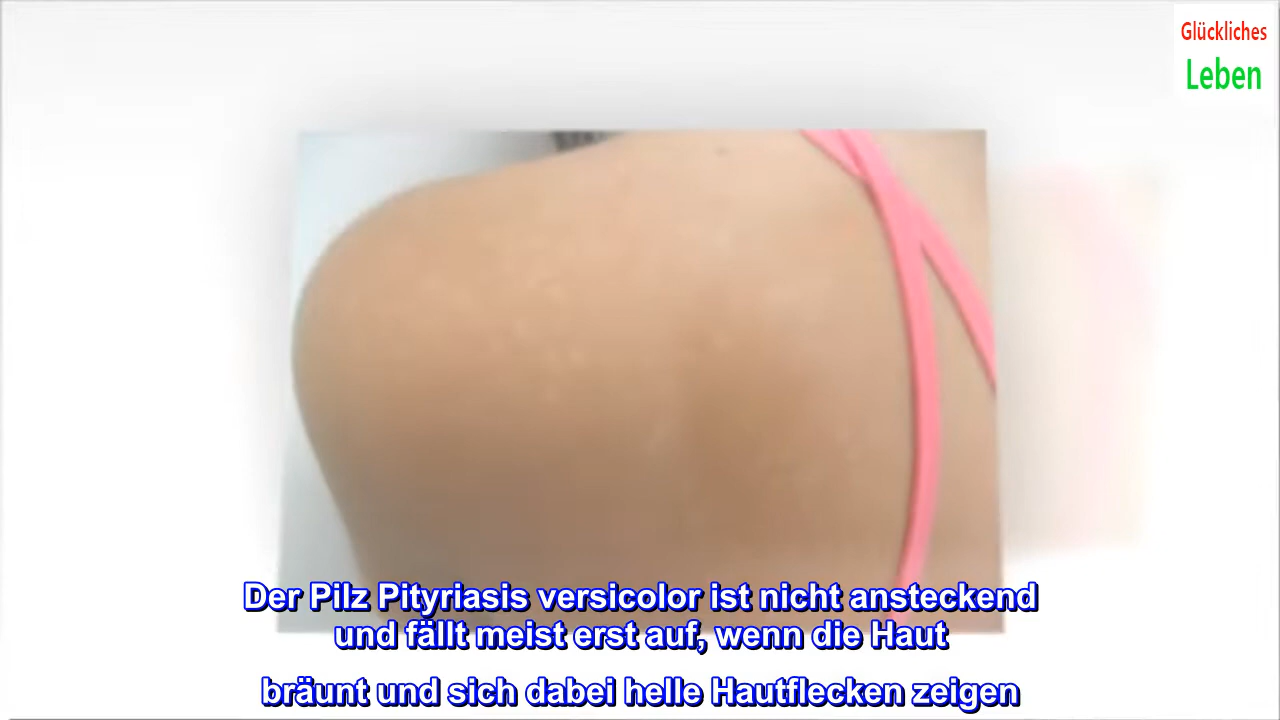 Glückliches
Leben
Der Pilz Pityriasis versicolor ist nicht ansteckend
und fällt meist erst auf, wenn die Haut
bräunt und sich dabei helle Hautflecken zeigen